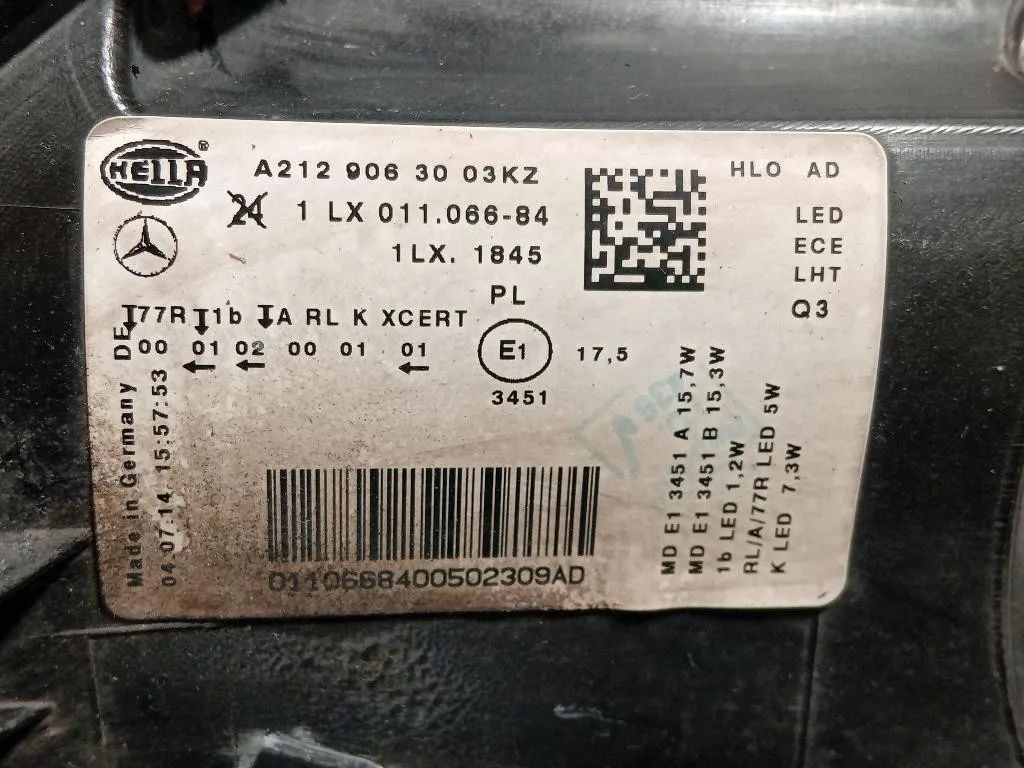 HELLA®
A212 906 30 03KZ
HLO AD
24 1 LX 011.066-84
LED
1LX. 1845
ECE
LHT
PL
Q3
77R 1b A RL K XCERT
DE 00 01 02 00 01 01
E1
17,5
3451
Made in Germany
04.07.14 15:57:53
MD E1 3451 A 15,7W
MD E1 3451 B 15,3W
1b LED 1,2W
RL/A/77R LED 5W
K LED 7,3W
0110668400502309AD